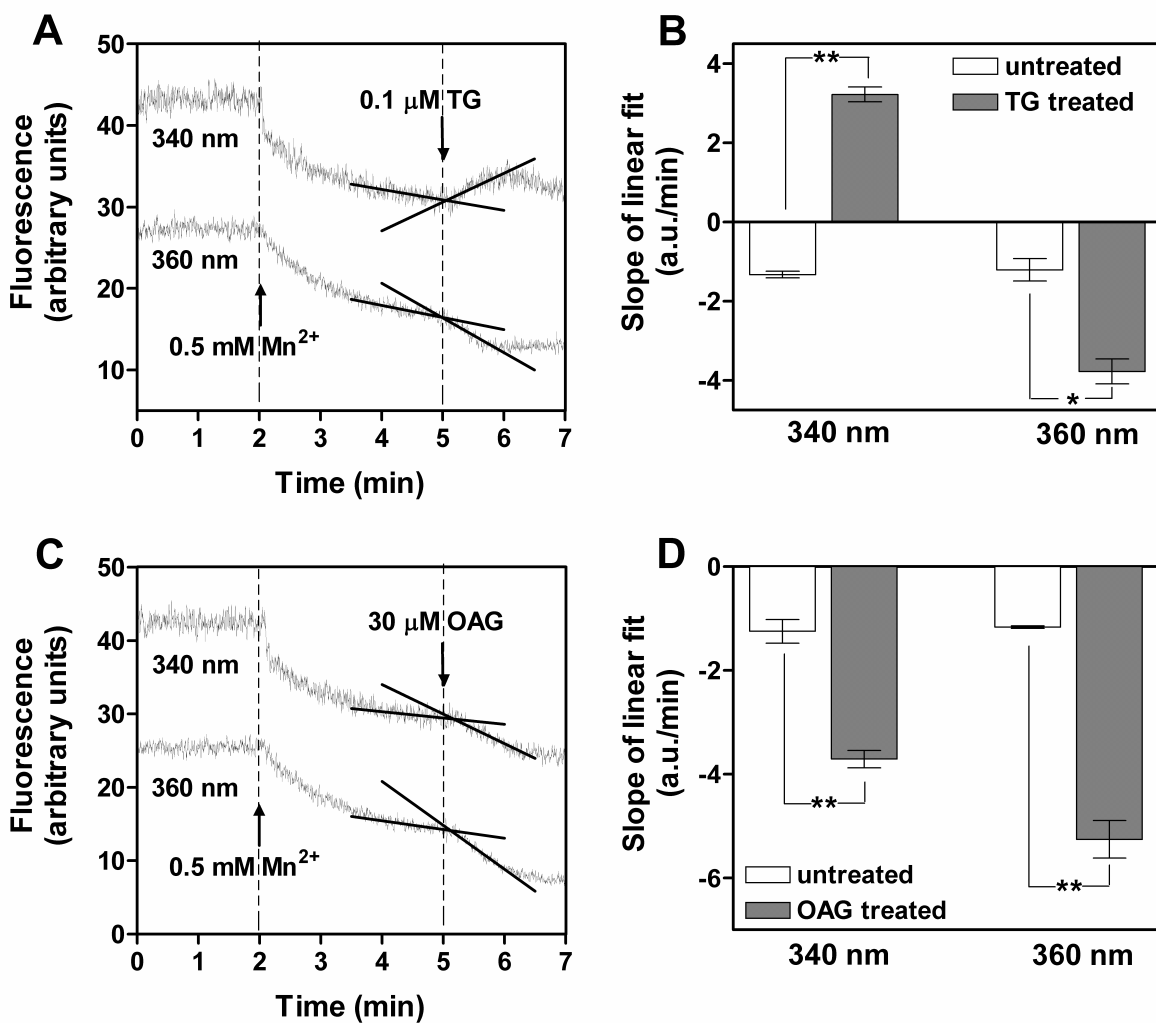 A
50
40
30
20
10
Fluorescence
(arbitrary units)
340 nm
360 nm
0.1 μM TG
0.5 mM Mn²⁺
0 1 2 3 4 5 6 7
Time (min)
B
4
2
0
-2
-4
Slope of linear fit
(a.u./min)
**
untreated
TG treated
*
340 nm 360 nm
C
50
40
30
20
10
0
Fluorescence
(arbitrary units)
340 nm
360 nm
30 μM OAG
0.5 mM Mn²⁺
0 1 2 3 4 5 6 7
Time (min)
D
0
-2
-4
-6
Slope of linear fit
(a.u./min)
**
**
untreated
OAG treated
340 nm 360 nm